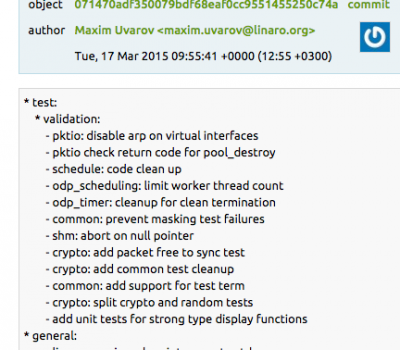 object 071470adf350079bdf68eaf0cc9551455250c74a commit
author Maxim Uvarov <maxim.uvarov@linaro.org>
Tue, 17 Mar 2015 09:55:41 +0000 (12:55 +0300)
* test:
* validation:
- pktio: disable arp on virtual interfaces
- pktio check return code for pool_destroy
- schedule: code clean up
- odp_scheduling: limit worker thread count
- odp_timer: cleanup for clean termination
- common: prevent masking test failures
- shm: abort on null pointer
- crypto: add packet free to sync test
- crypto: add common test cleanup
- common: add support for test term
- crypto: split crypto and random tests
- add unit tests for strong type display functions
* general: